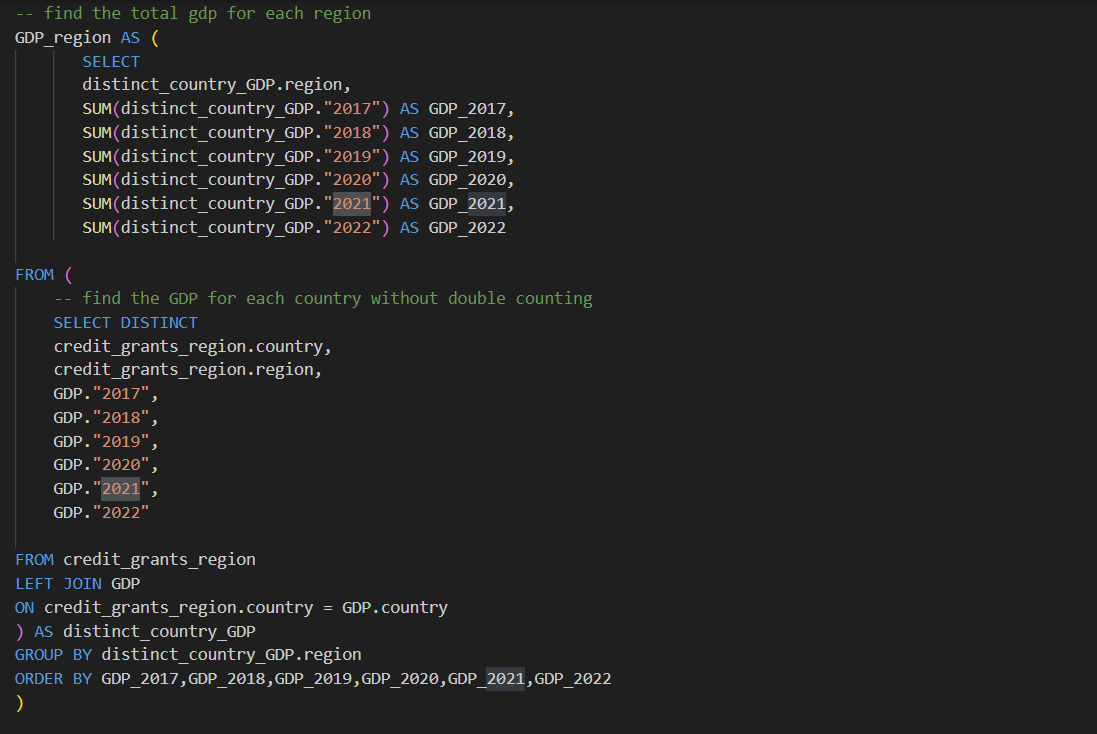 -- find the total gdp for each region
GDP_region AS (
SELECT
distinct_country_GDP.region,
SUM(distinct_country_GDP."2017") AS GDP_2017,
SUM(distinct_country_GDP."2018") AS GDP_2018,
SUM(distinct_country_GDP."2019") AS GDP_2019,
SUM(distinct_country_GDP."2020") AS GDP_2020,
SUM(distinct_country_GDP."2021") AS GDP_2021,
SUM(distinct_country_GDP."2022") AS GDP_2022
FROM (
-- find the GDP for each country without double counting
SELECT DISTINCT
credit_grants_region.country,
credit_grants_region.region,
GDP."2017",
GDP."2018",
GDP."2019",
GDP."2020",
GDP."2021",
GDP."2022"
FROM credit_grants_region
LEFT JOIN GDP
ON credit_grants_region.country = GDP.country
) AS distinct_country_GDP
GROUP BY distinct_country_GDP.region
ORDER BY GDP_2017,GDP_2018,GDP_2019,GDP_2020,GDP_2021,GDP_2022
)